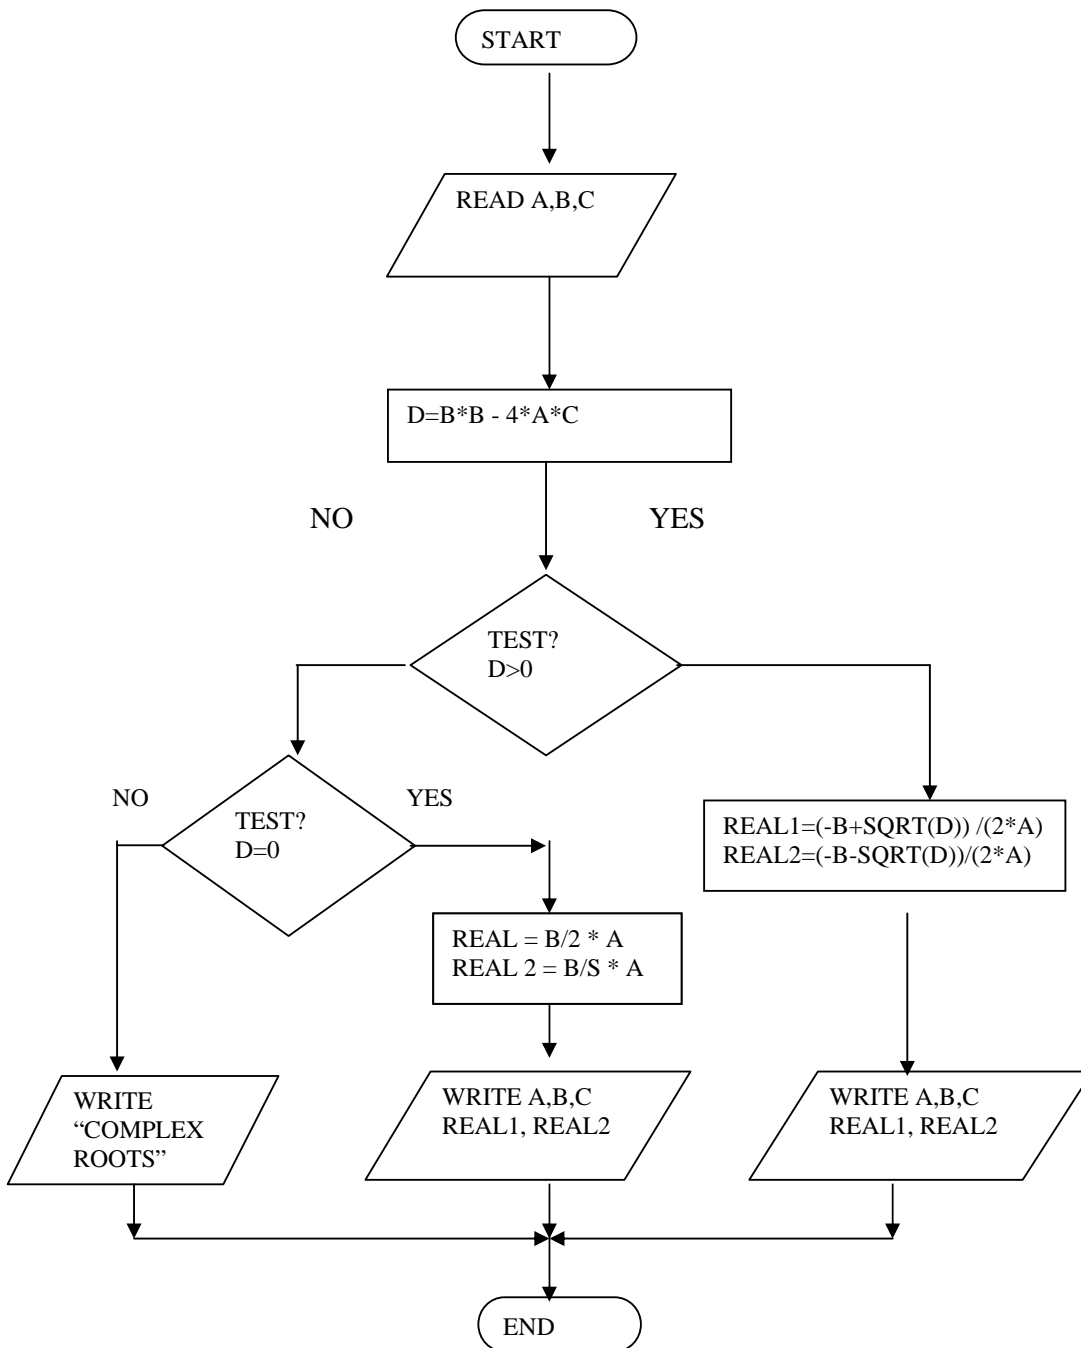 START
READ A,B,C
D=B*B - 4*A*C
NO
YES
TEST?
D>0
NO
YES
TEST?
D=0
REAL1=(-B+SQRT(D)) /(2*A)
REAL2=(-B-SQRT(D))/(2*A)
REAL = B/2 * A
REAL 2 = B/S * A
WRITE
“COMPLEX
ROOTS”
WRITE A,B,C
REAL1, REAL2
WRITE A,B,C
REAL1, REAL2
END